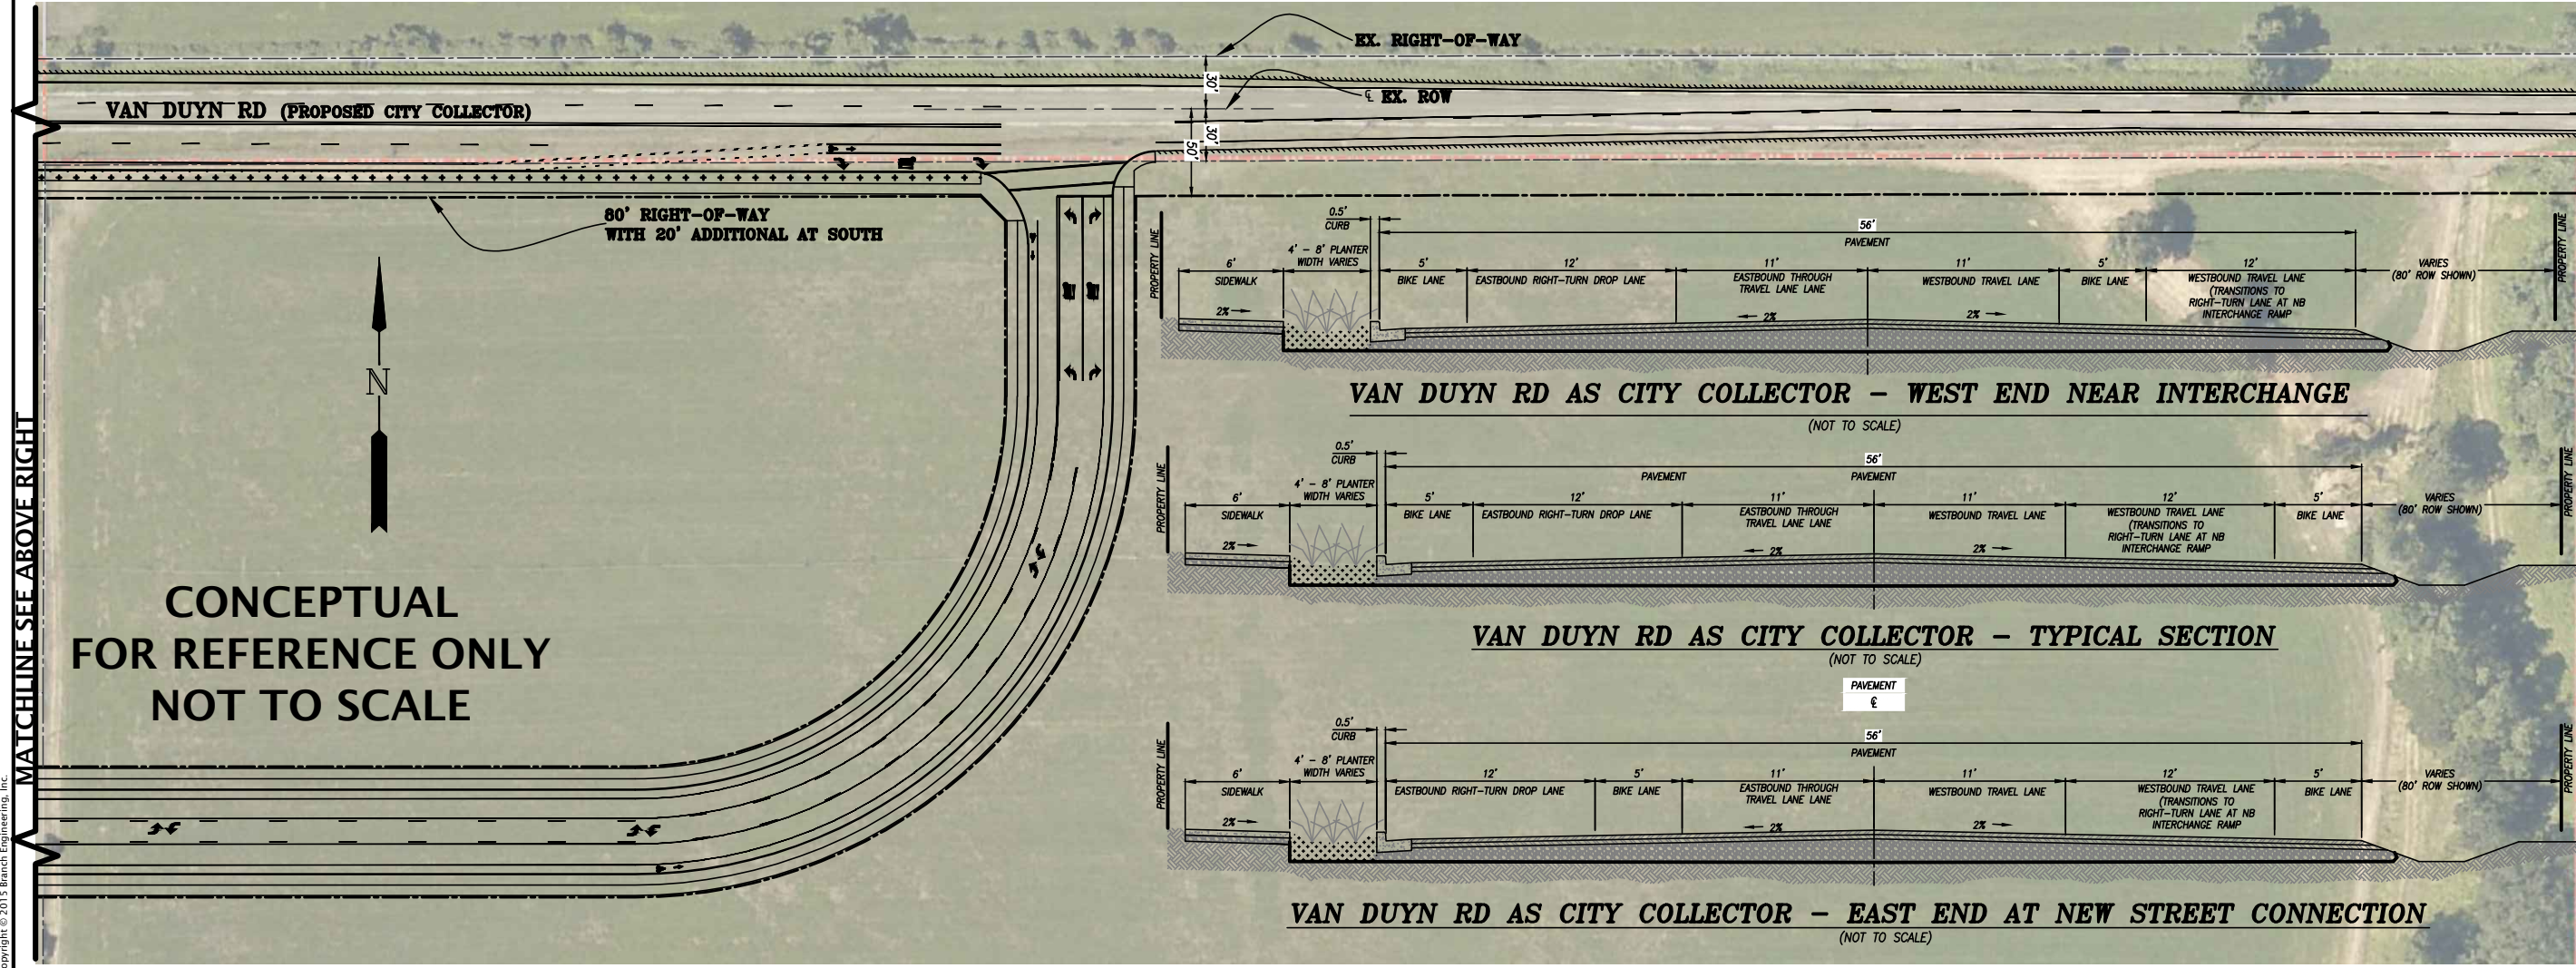 EX. RIGHT-OF-WAY
30'
℄ EX. ROW
VAN DUYN RD (PROPOSED CITY COLLECTOR)
30'
50'
80' RIGHT-OF-WAY
WITH 20' ADDITIONAL AT SOUTH
N
CONCEPTUAL
FOR REFERENCE ONLY
NOT TO SCALE
MATCHLINE SEE ABOVE RIGHT
opyright © 2015 Branch Engineering, Inc.
PROPERTY LINE
0.5'
CURB
56'
PAVEMENT
PROPERTY LINE
6'
SIDEWALK
4' - 8' PLANTER
WIDTH VARIES
5'
BIKE LANE
12'
EASTBOUND RIGHT-TURN DROP LANE
11'
EASTBOUND THROUGH
TRAVEL LANE LANE
11'
WESTBOUND TRAVEL LANE
5'
BIKE LANE
12'
WESTBOUND TRAVEL LANE
(TRANSITIONS TO
RIGHT-TURN LANE AT NB
INTERCHANGE RAMP
VARIES
(80' ROW SHOWN)
2%
2%
2%
VAN DUYN RD AS CITY COLLECTOR - WEST END NEAR INTERCHANGE
(NOT TO SCALE)
PROPERTY LINE
0.5'
CURB
56'
PAVEMENT
PAVEMENT
PROPERTY LINE
6'
SIDEWALK
4' - 8' PLANTER
WIDTH VARIES
5'
BIKE LANE
12'
EASTBOUND RIGHT-TURN DROP LANE
11'
EASTBOUND THROUGH
TRAVEL LANE LANE
11'
WESTBOUND TRAVEL LANE
12'
WESTBOUND TRAVEL LANE
(TRANSITIONS TO
RIGHT-TURN LANE AT NB
INTERCHANGE RAMP
5'
BIKE LANE
VARIES
(80' ROW SHOWN)
2%
2%
2%
VAN DUYN RD AS CITY COLLECTOR - TYPICAL SECTION
(NOT TO SCALE)
PAVEMENT
℄
PROPERTY LINE
0.5'
CURB
56'
PAVEMENT
PROPERTY LINE
6'
SIDEWALK
4' - 8' PLANTER
WIDTH VARIES
12'
EASTBOUND RIGHT-TURN DROP LANE
5'
BIKE LANE
11'
EASTBOUND THROUGH
TRAVEL LANE LANE
11'
WESTBOUND TRAVEL LANE
12'
WESTBOUND TRAVEL LANE
(TRANSITIONS TO
RIGHT-TURN LANE AT NB
INTERCHANGE RAMP
5'
BIKE LANE
VARIES
(80' ROW SHOWN)
2%
2%
2%
VAN DUYN RD AS CITY COLLECTOR - EAST END AT NEW STREET CONNECTION
(NOT TO SCALE)